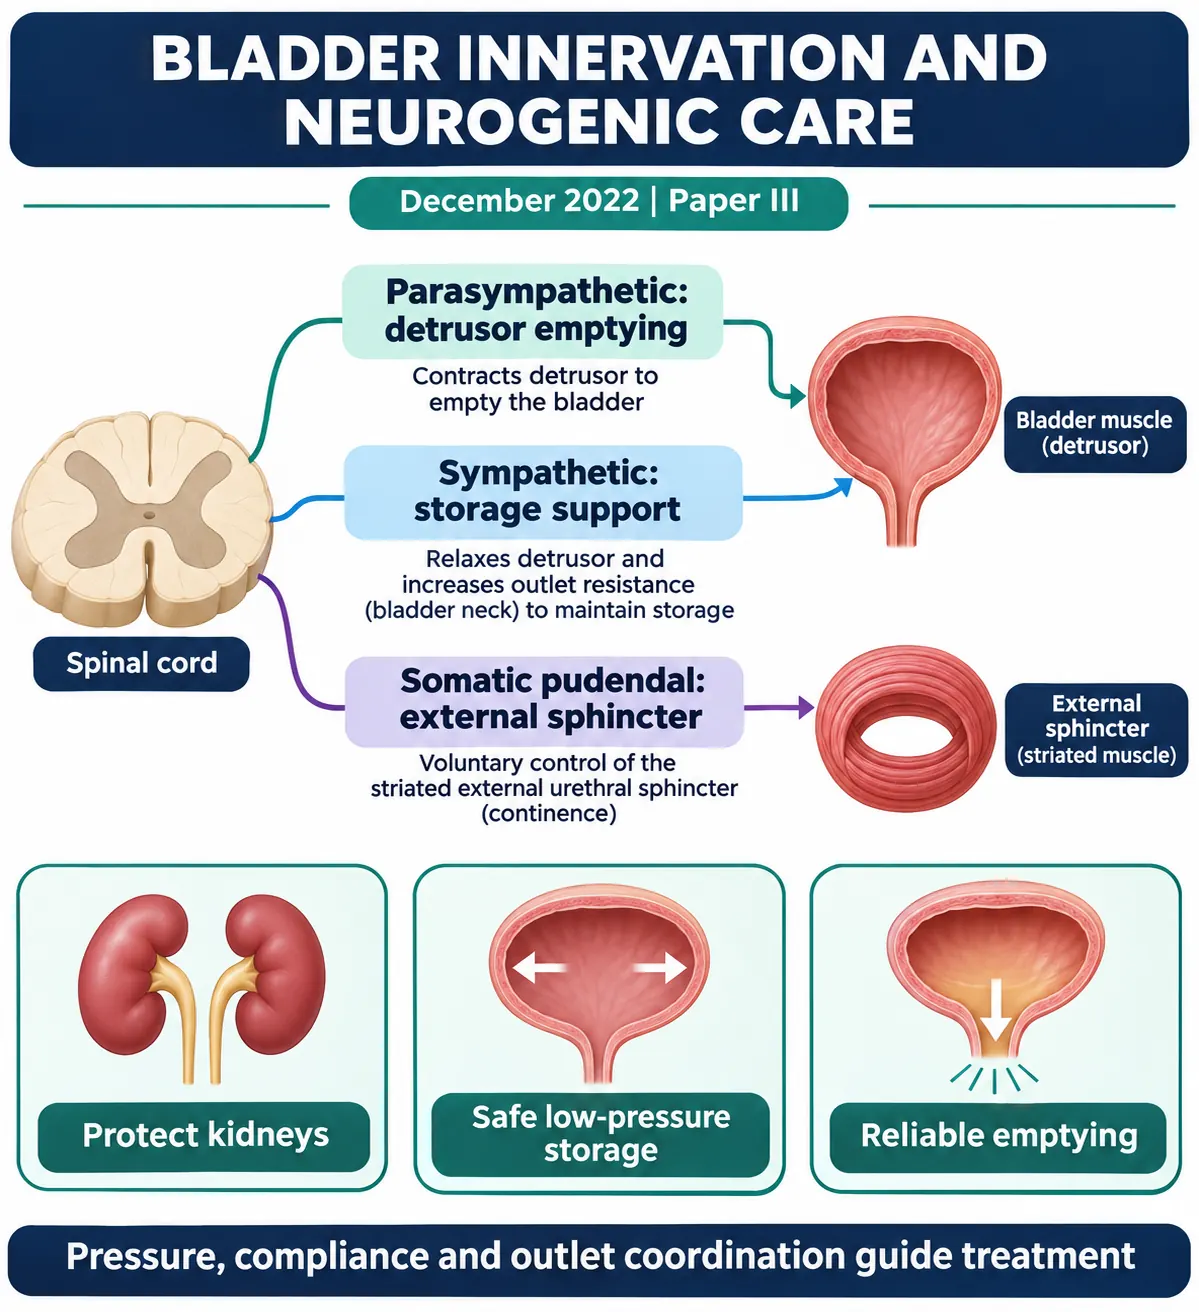 BLADDER INNERVATION AND
NEUROGENIC CARE
December 2022 | Paper III
Parasympathetic:
detrusor emptying
Contracts detrusor to
empty the bladder
Bladder muscle
(detrusor)
Sympathetic:
storage support
Relaxes detrusor and
increases outlet resistance
(bladder neck) to maintain storage
Spinal cord
Somatic pudendal:
external sphincter
Voluntary control of the
striated external urethral sphincter
(continence)
External
sphincter
(striated muscle)
Protect kidneys
Safe low-pressure
storage
Reliable emptying
Pressure, compliance and outlet coordination guide treatment